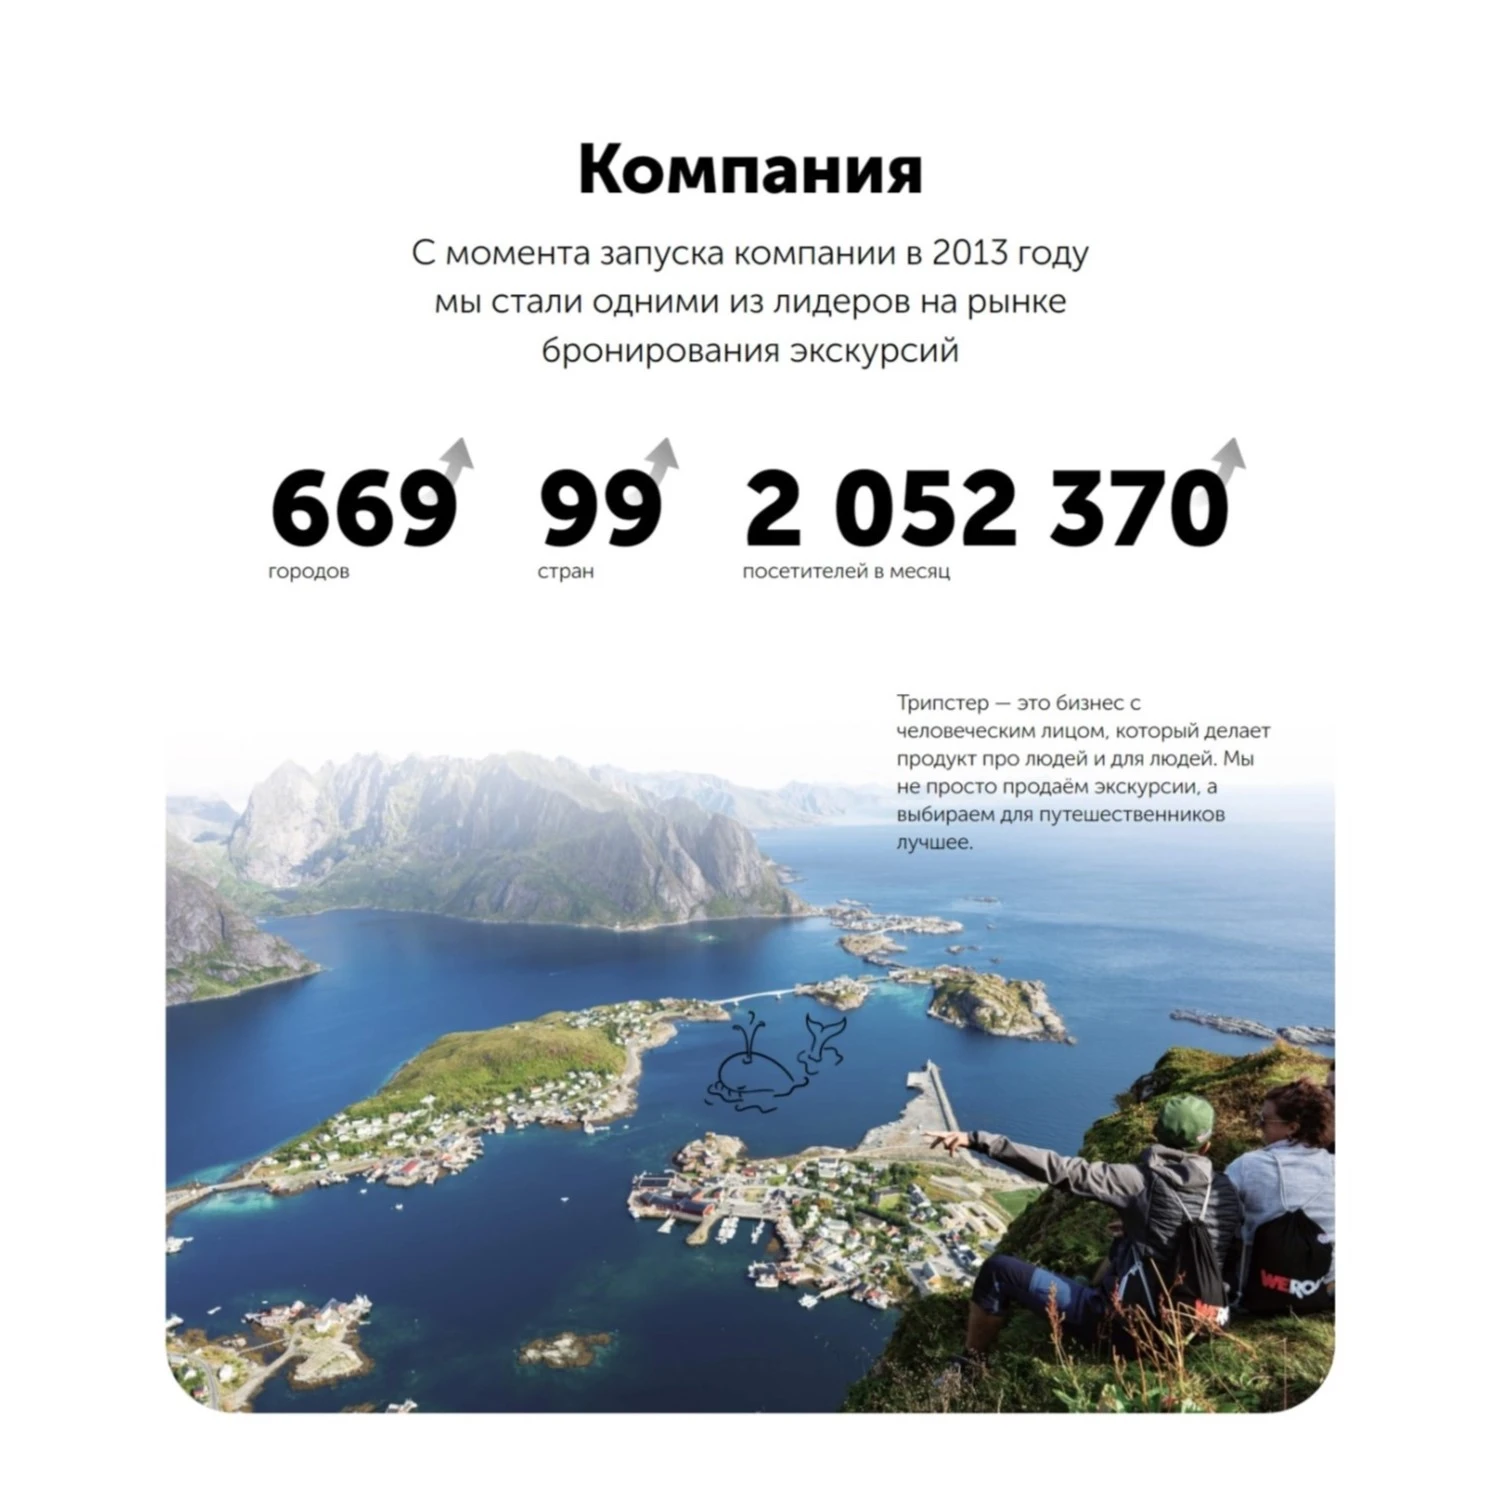 Компания
С момента запуска компании в 2013 году
мы стали одними из лидеров на рынке
бронирования экскурсий
669 99 2 052 370
городов стран посетителей в месяц
Трипстер — это бизнес с
человеческим лицом, который делает
продукт про людей и для людей. Мы
не просто продаём экскурсии, а
выбираем для путешественников
лучшее.